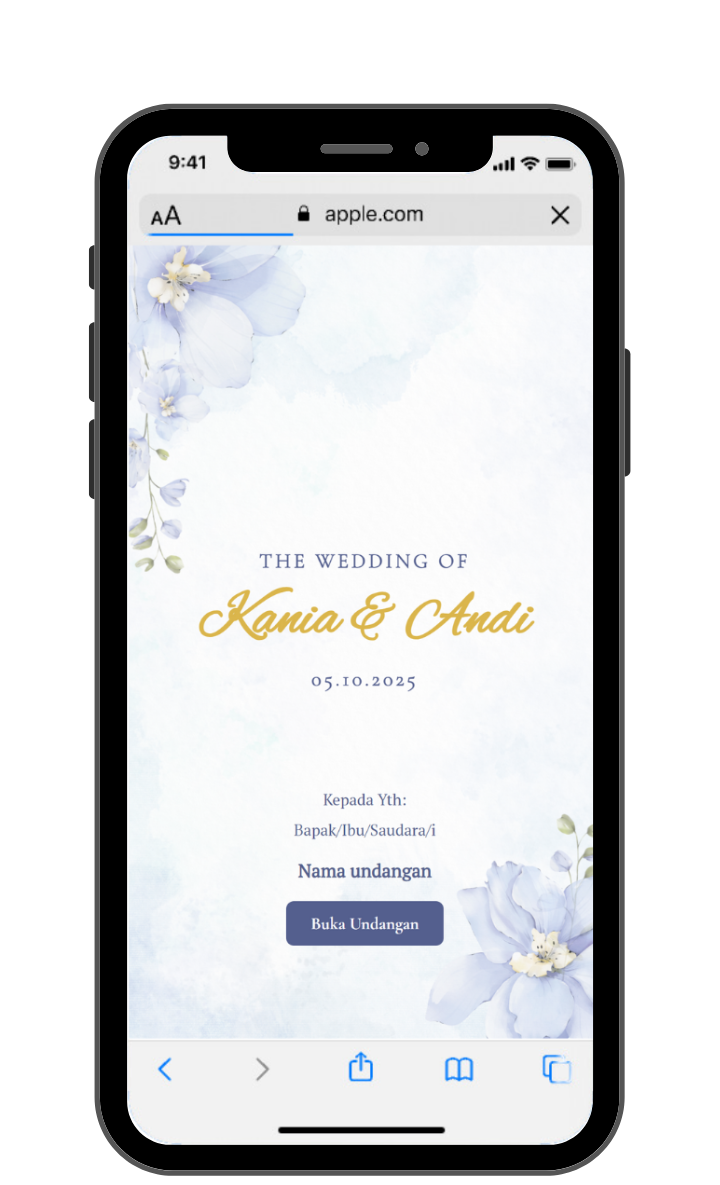 9:41
AA apple.com
THE WEDDING OF
Kania & Andi
05.10.2025
Kepada Yth:
Bapak/Ibu/Saudara/i
Nama undangan
Buka Undangan